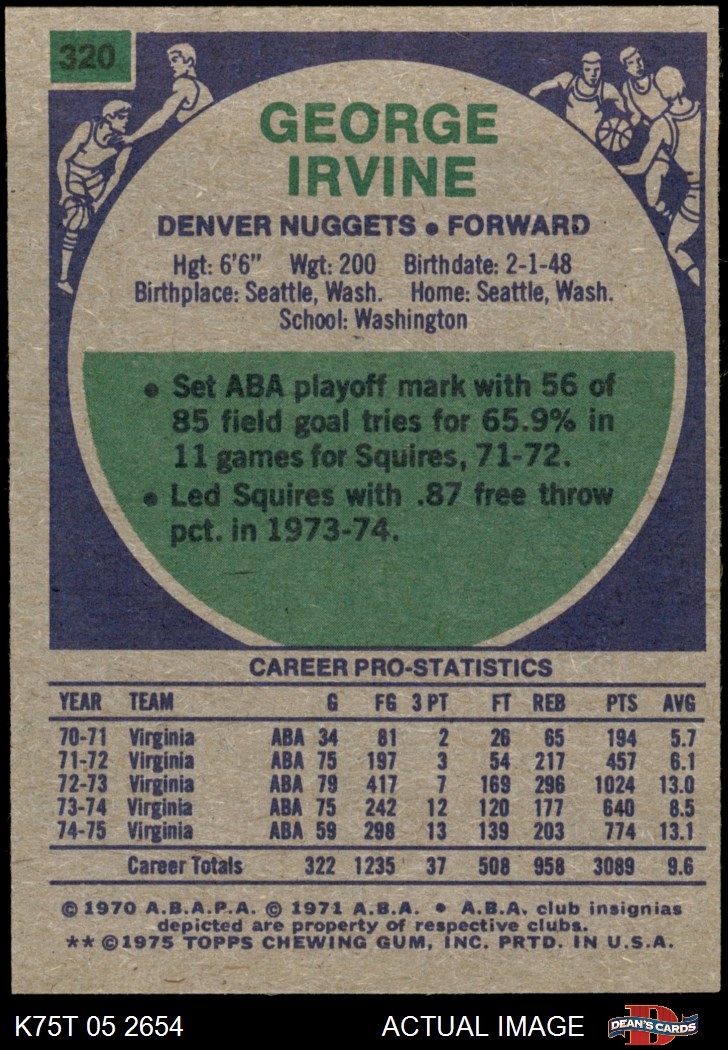 320
GEORGE
IRVINE
DENVER NUGGETS • FORWARD
Hgt: 6'6" Wgt: 200 Birthdate: 2-1-48
Birthplace: Seattle, Wash. Home: Seattle, Wash.
School: Washington
• Set ABA playoff mark with 56 of
85 field goal tries for 65.9% in
11 games for Squires, 71-72.
• Led Squires with .87 free throw
pct. in 1973-74.
CAREER PRO-STATISTICS
YEAR TEAM G FG 3 PT FT REB PTS AVG
70-71 Virginia ABA 34 81 2 26 65 194 5.7
71-72 Virginia ABA 75 197 3 54 217 457 6.1
72-73 Virginia ABA 79 417 7 169 296 1024 13.0
73-74 Virginia ABA 75 242 12 120 177 640 8.5
74-75 Virginia ABA 59 298 13 139 203 774 13.1
Career Totals 322 1235 37 508 958 3089 9.6
© 1970 A.B.A.P.A. © 1971 A.B.A. • A.B.A. club insignias
depicted are property of respective clubs.
** © 1975 TOPPS CHEWING GUM, INC. PRTD. IN U.S.A.
K75T 05 2654 ACTUAL IMAGE D DEAN'S CARDS